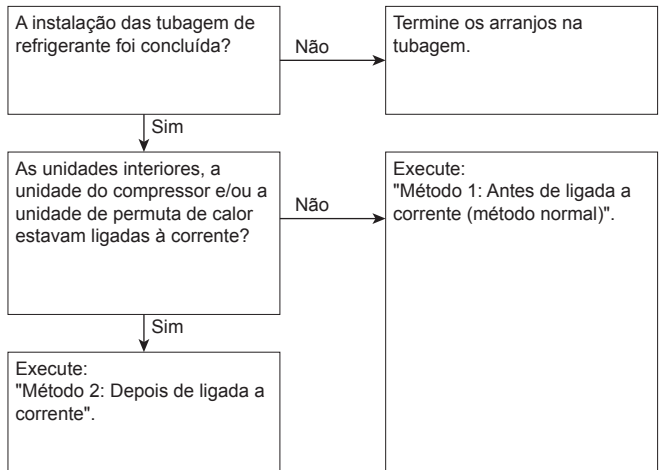 A instalação das tubagem de
refrigerante foi concluída?
Não
Termine os arranjos na
tubagem.
Sim
As unidades interiores, a
unidade do compressor e/ou a
unidade de permuta de calor
estavam ligadas à corrente?
Não
Execute:
"Método 1: Antes de ligada a
corrente (método normal)".
Sim
Execute:
"Método 2: Depois de ligada a
corrente".